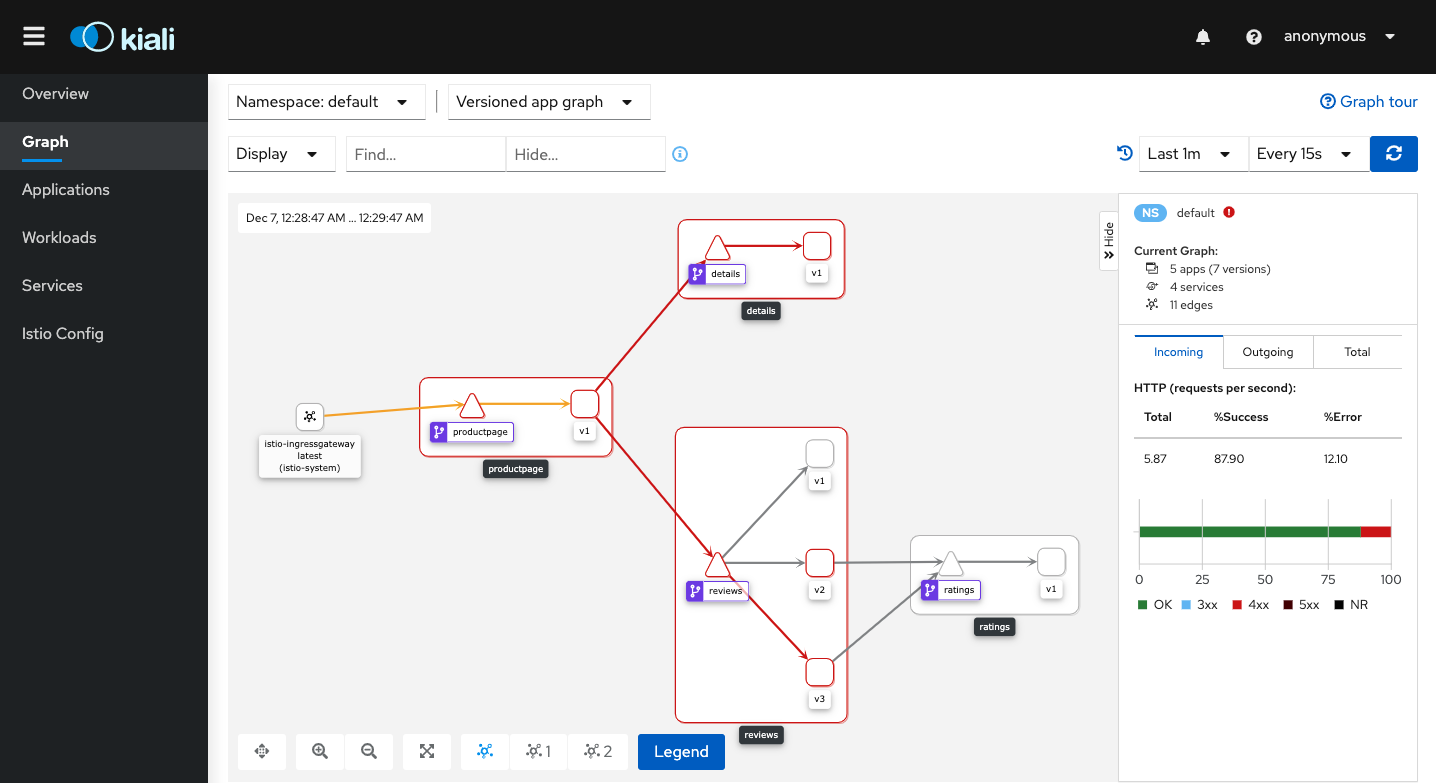 kiali
anonymous
Overview
Graph
Applications
Workloads
Services
Istio Config
Namespace: default
Versioned app graph
Graph tour
Display
Find...
Hide...
Last 1m
Every 15s
Dec 7, 12:28:47 AM ... 12:29:47 AM
details
v1
details
productpage
v1
productpage
istio-ingressgateway
latest
(istio-system)
v1
reviews
v2
v3
reviews
ratings
v1
ratings
1
2
Legend
Hide
NS default
Current Graph:
5 apps (7 versions)
4 services
11 edges
Incoming Outgoing Total
HTTP (requests per second):
Total %Success %Error
5.87 87.90 12.10
0 25 50 75 100
OK 3xx 4xx 5xx NR